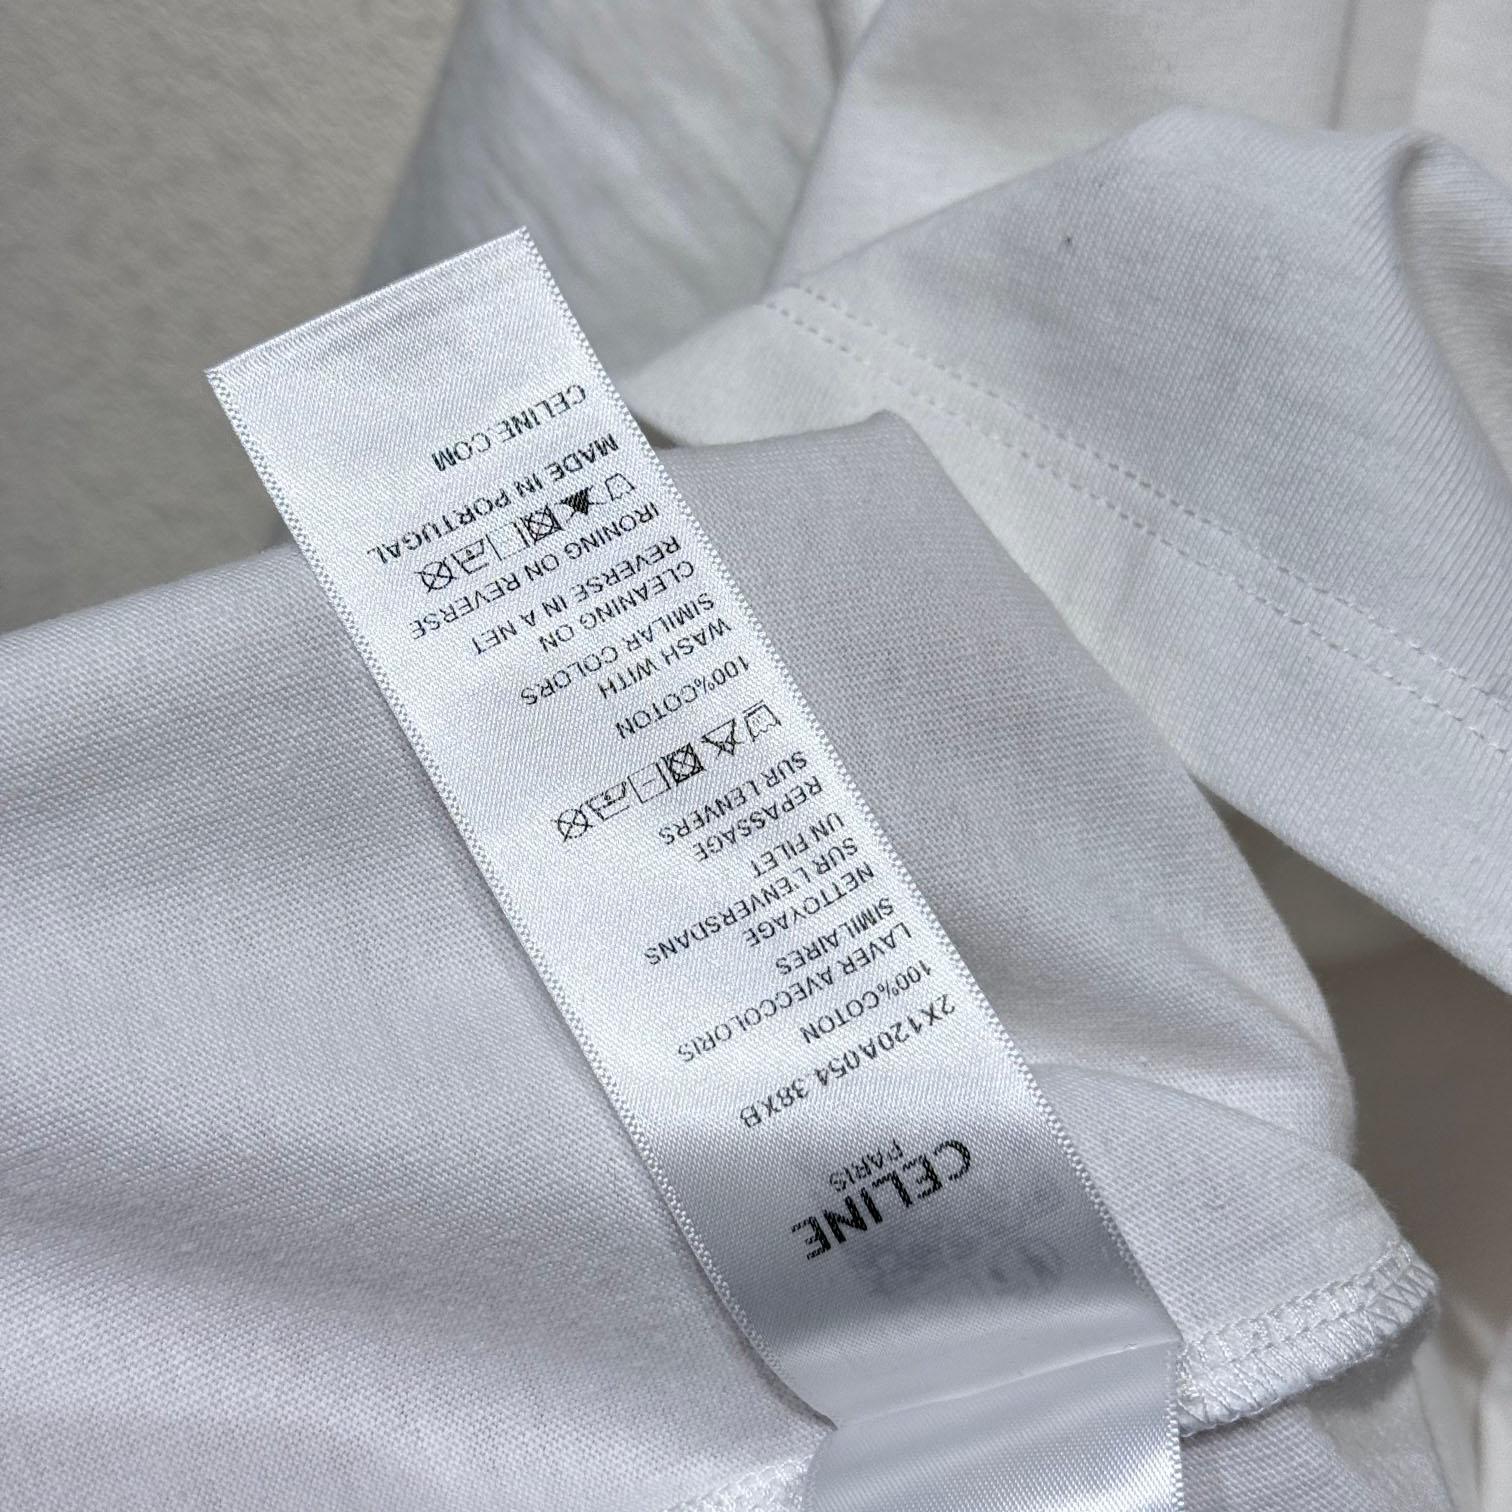 CELINE
PARIS
2X120A054.38XB
100%COTON
LAVER AVECCOLORIS
SIMILAIRES
NETTOYAGE
SUR L'ENVERSDANS
UN FILET
REPASSAGE
SUR LENVERS
100%COTON
WASH WITH
SIMILAR COLORS
CLEANING ON
REVERSE IN A NET
IRONING ON REVERSE
MADE IN PORTUGAL
CELINE.COM